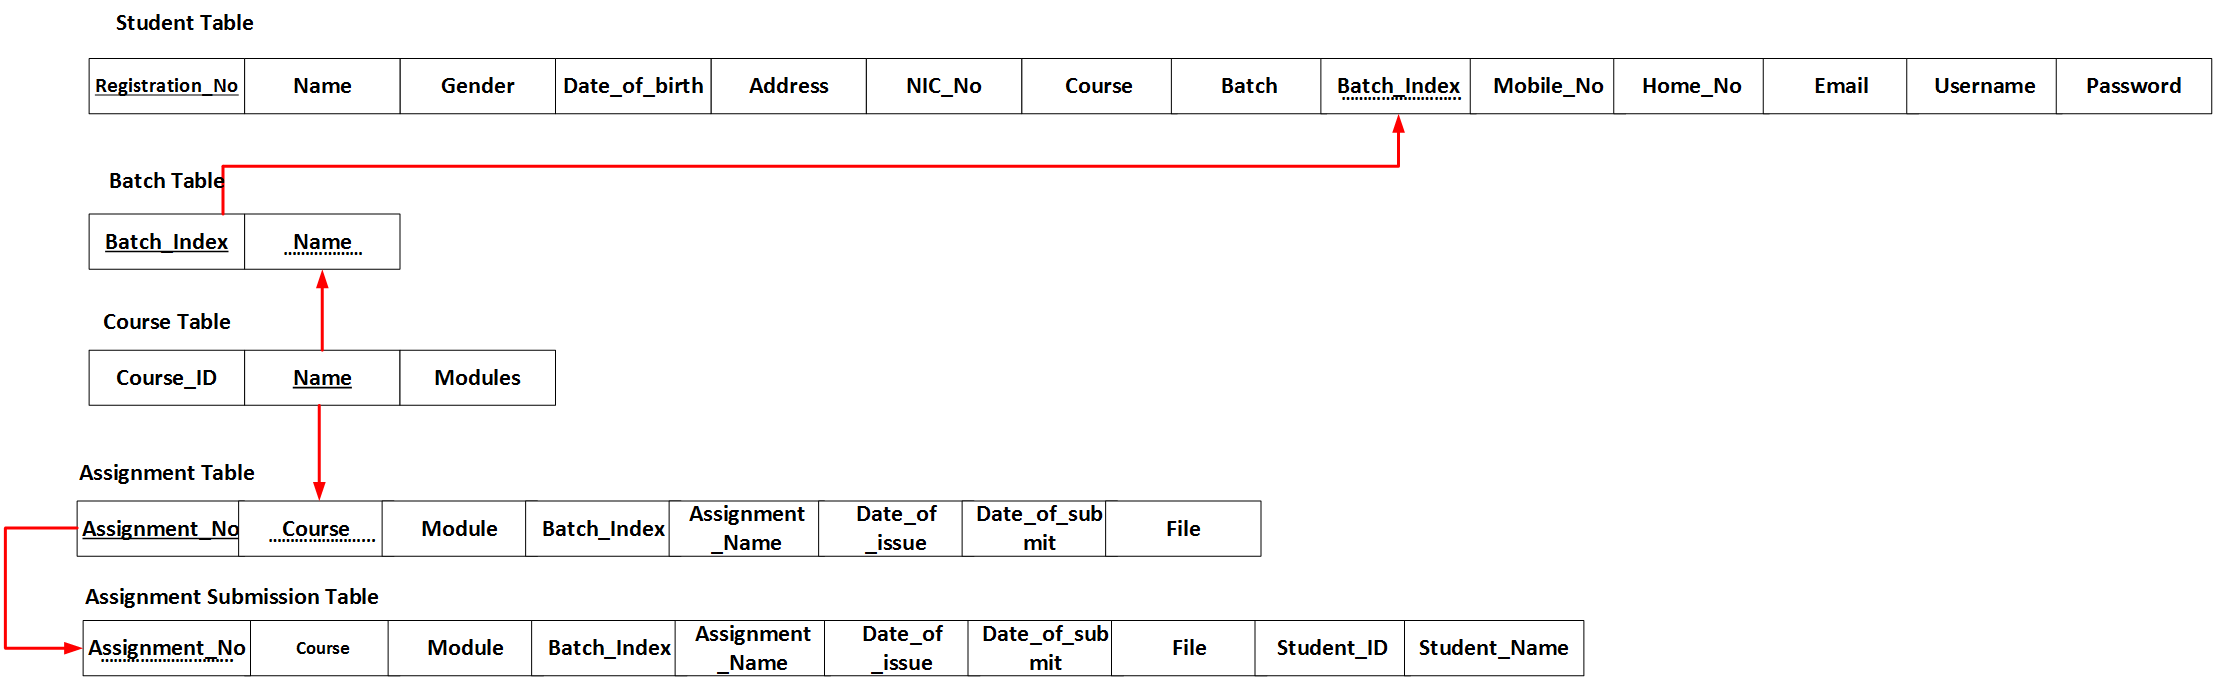 Student Table
Registration_No Name Gender Date_of_birth Address NIC_No Course Batch Batch_Index Mobile_No Home_No Email Username Password
Batch Table
Batch_Index Name
Course Table
Course_ID Name Modules
Assignment Table
Assignment_No Course Module Batch_Index Assignment _Name Date_of _issue Date_of_sub mit File
Assignment Submission Table
Assignment_No Course Module Batch_Index Assignment _Name Date_of _issue Date_of_sub mit File Student_ID Student_Name